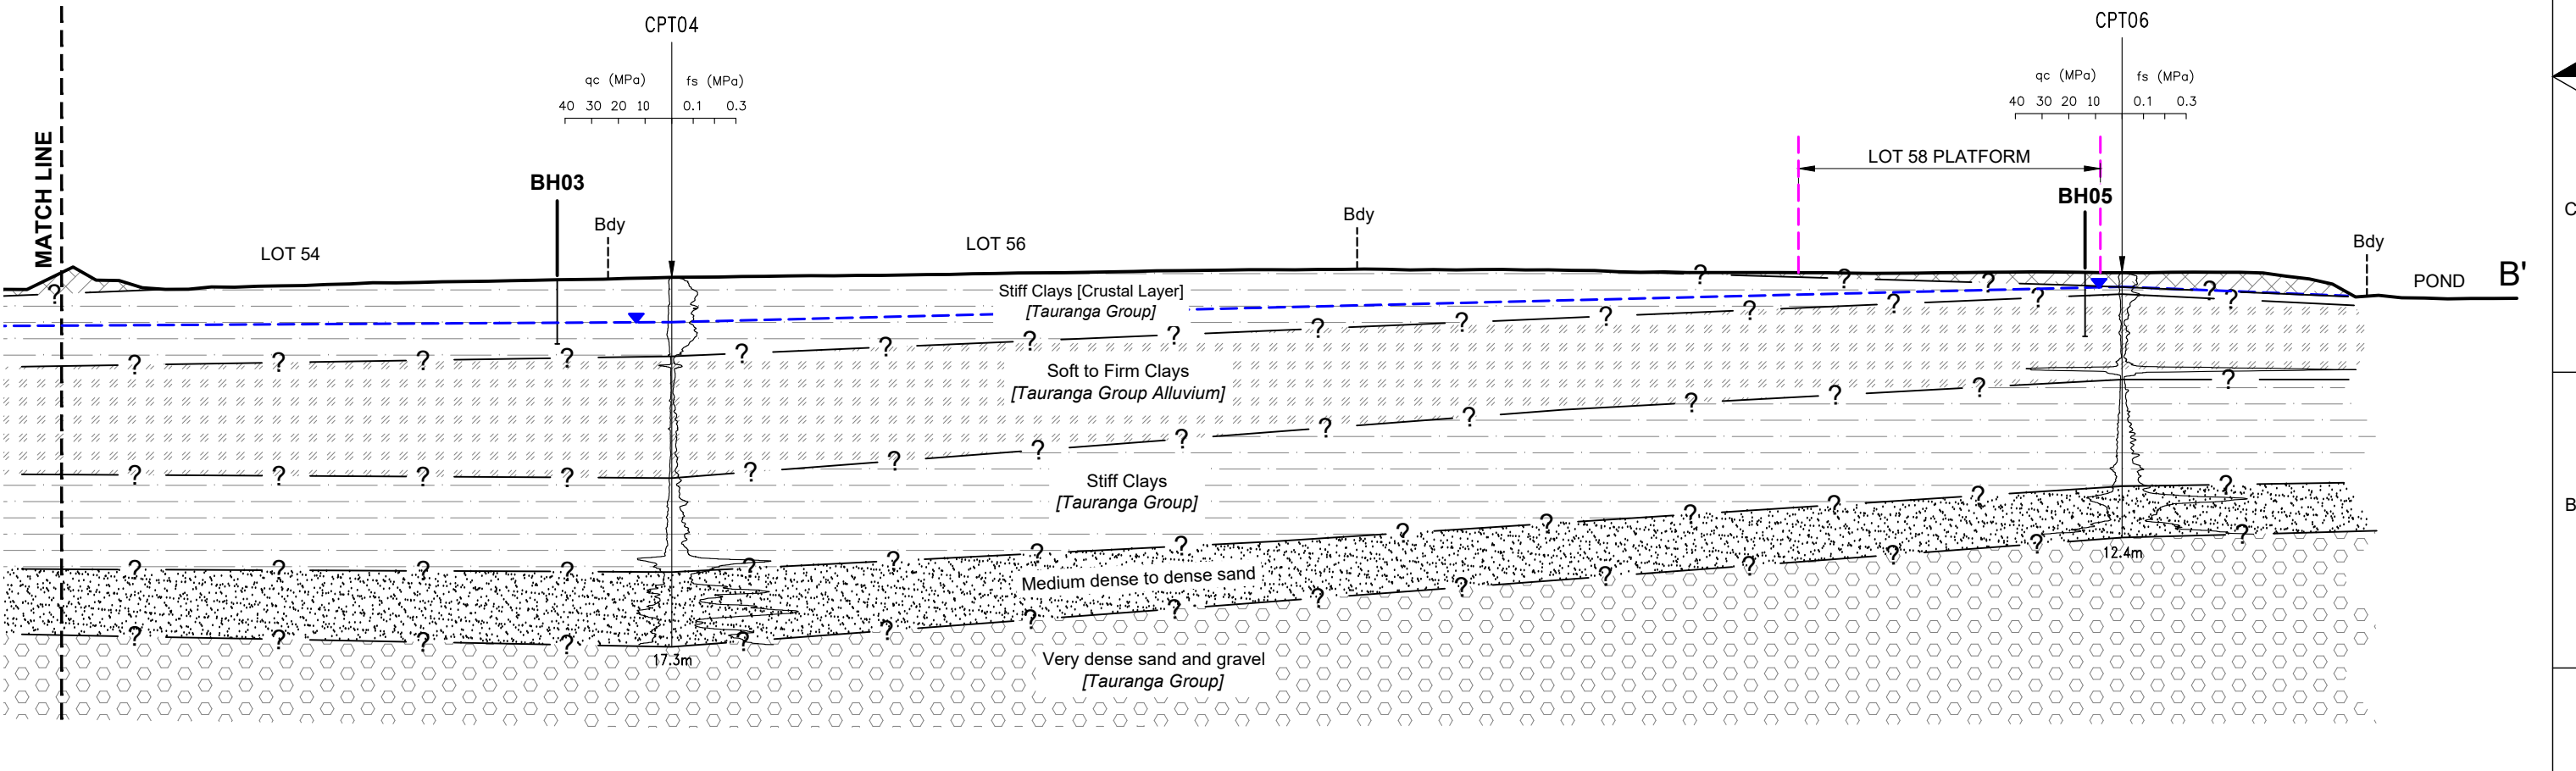 CPT04
CPT06
qc (MPa) fs (MPa)
40 30 20 10 0.1 0.3
qc (MPa) fs (MPa)
40 30 20 10 0.1 0.3
MATCH LINE
LOT 58 PLATFORM
BH03
BH05
Bdy
Bdy
Bdy
LOT 54
LOT 56
POND
B'
Stiff Clays [Crustal Layer]
[Tauranga Group]
Soft to Firm Clays
[Tauranga Group Alluvium]
Stiff Clays
[Tauranga Group]
Medium dense to dense sand
12.4m
17.3m
Very dense sand and gravel
[Tauranga Group]
C
B